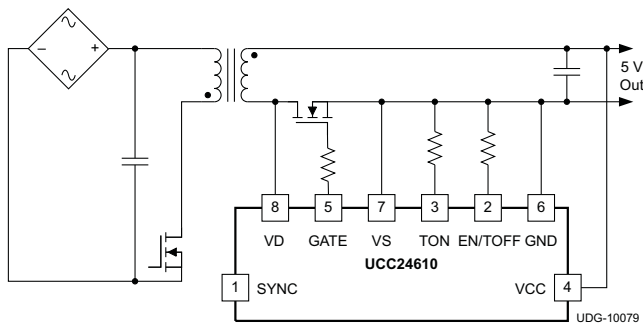 − +
5 V
Out
8 5 7 3 2 6
VD GATE VS TON EN/TOFF GND
UCC24610
1 SYNC VCC 4
UDG-10079